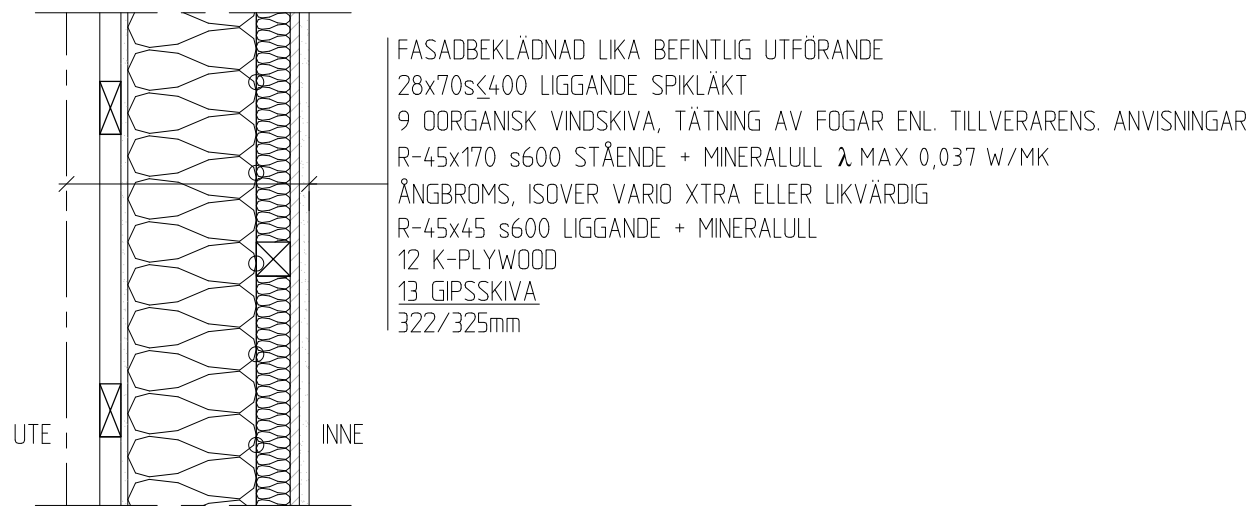 FASADBEKLÄDNAD LIKA BEFINTLIG UTFÖRANDE
28x70s≤400 LIGGANDE SPIKLÄKT
9 OORGANISK VINDSKIVA, TÄTNING AV FOGAR ENL. TILLVERARENS. ANVISNINGAR
R-45x170 s600 STÅENDE + MINERALULL λ MAX 0,037 W/MK
ÅNGBROMS, ISOVER VARIO XTRA ELLER LIKVÄRDIG
R-45x45 s600 LIGGANDE + MINERALULL
12 K-PLYWOOD
13 GIPSSKIVA
322/325mm
UTE
INNE